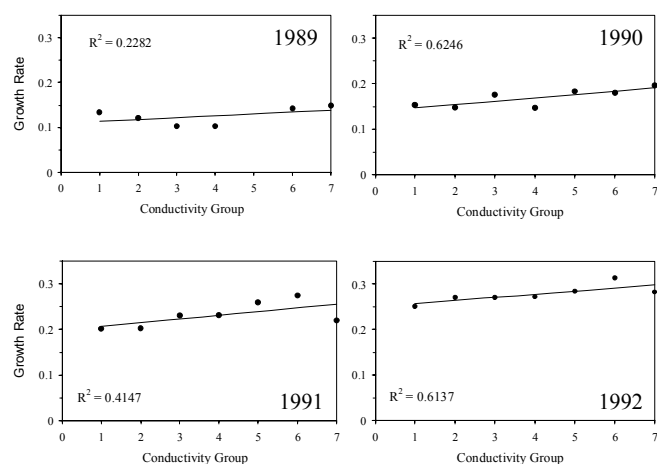 0.3
0.2
0.1
0
Growth Rate
R² = 0.2282
1989
0 1 2 3 4 5 6 7
Conductivity Group
0.3
0.2
0.1
0
R² = 0.6246
1990
0 1 2 3 4 5 6 7
Conductivity Group
0.3
0.2
0.1
0
Growth Rate
R² = 0.4147
1991
0 1 2 3 4 5 6 7
Conductivity Group
0.3
0.2
0.1
0
R² = 0.6137
1992
0 1 2 3 4 5 6 7
Conductivity Group